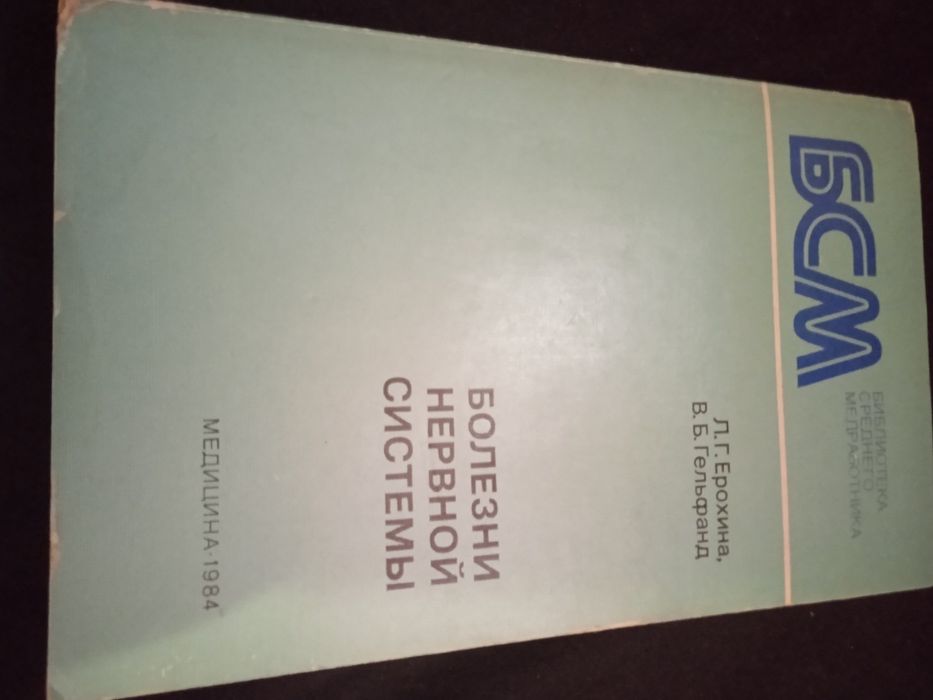 БСМ
БИБЛИОТЕКА
СРЕДНЕГО
МЕДРАБОТНИКА
Л.Г.Ерохина,
В.Б.Гельфанд
БОЛЕЗНИ
НЕРВНОЙ
СИСТЕМЫ
МЕДИЦИНА·1984